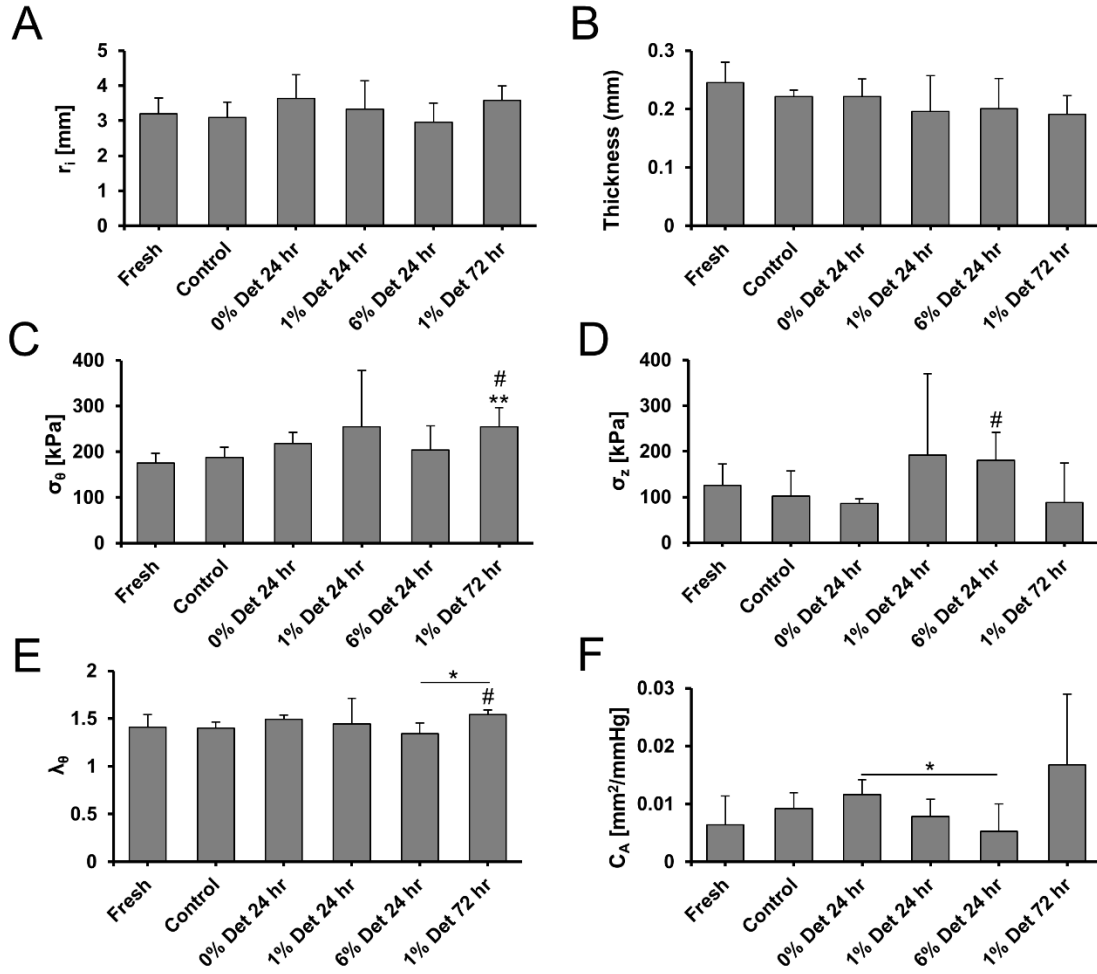 A
r_i [mm]
5
4
3
2
1
0
Fresh
Control
0% Det 24 hr
1% Det 24 hr
6% Det 24 hr
1% Det 72 hr
B
Thickness (mm)
0.3
0.2
0.1
0
Fresh
Control
0% Det 24 hr
1% Det 24 hr
6% Det 24 hr
1% Det 72 hr
C
σ_θ [kPa]
400
300
200
100
0
#
**
Fresh
Control
0% Det 24 hr
1% Det 24 hr
6% Det 24 hr
1% Det 72 hr
D
σ_z [kPa]
400
300
200
100
0
#
Fresh
Control
0% Det 24 hr
1% Det 24 hr
6% Det 24 hr
1% Det 72 hr
E
λ_θ
2
1.5
1
0.5
0
*
#
Fresh
Control
0% Det 24 hr
1% Det 24 hr
6% Det 24 hr
1% Det 72 hr
F
C_A [mm²/mmHg]
0.03
0.02
0.01
0
*
Fresh
Control
0% Det 24 hr
1% Det 24 hr
6% Det 24 hr
1% Det 72 hr